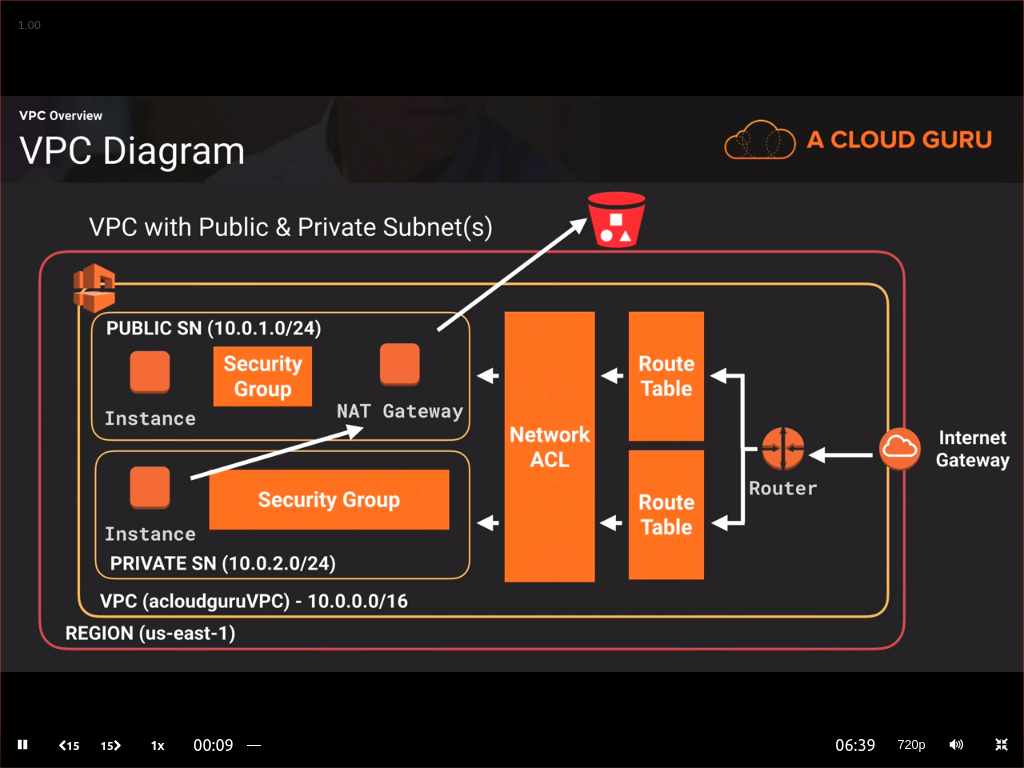 1.00
VPC Overview
VPC Diagram
A CLOUD GURU
VPC with Public & Private Subnet(s)
PUBLIC SN (10.0.1.0/24)
Instance
Security
Group
NAT Gateway
Instance
Security Group
PRIVATE SN (10.0.2.0/24)
Network
ACL
Route
Table
Route
Table
Router
Internet
Gateway
VPC (acloudguruVPC) - 10.0.0.0/16
REGION (us-east-1)
15
15
1x
00:09
06:39
720p